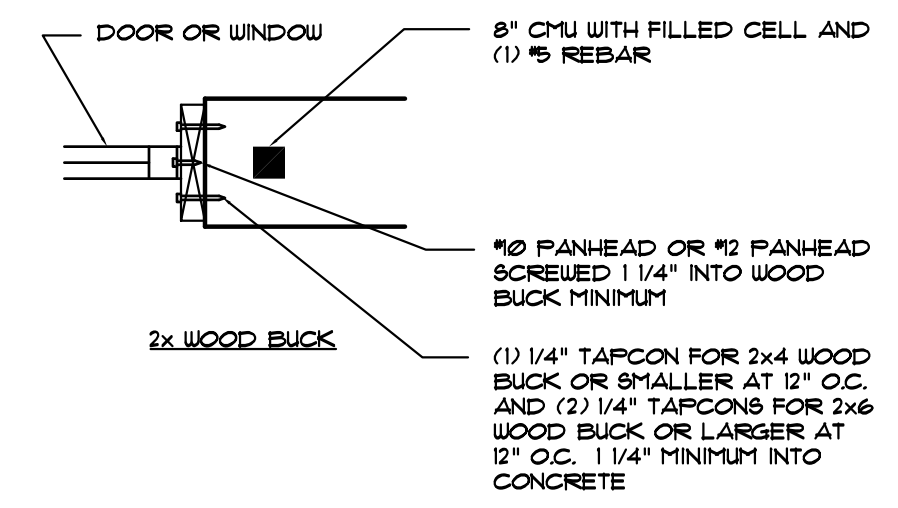 DOOR OR WINDOW
8" CMU WITH FILLED CELL AND
(1) #5 REBAR
#10 PANHEAD OR #12 PANHEAD
SCREWED 1 1/4" INTO WOOD
BUCK MINIMUM
2x WOOD BUCK
(1) 1/4" TAPCON FOR 2x4 WOOD
BUCK OR SMALLER AT 12" O.C.
AND (2) 1/4" TAPCONS FOR 2x6
WOOD BUCK OR LARGER AT
12" O.C. 1 1/4" MINIMUM INTO
CONCRETE